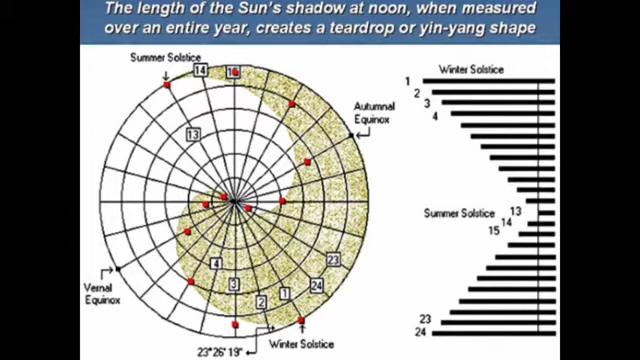 The length of the Sun's shadow at noon, when measured
over an entire year, creates a teardrop or yin-yang shape
Summer Solstice
14
13
Autumnal
Equinox
Vernal
Equinox
4
3
2
1
24
23
Winter Solstice
23° 26' 19"
Winter Solstice
1
2
3
4
Summer Solstice
13
14
15
23
24